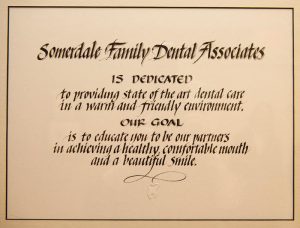 Somerdale Family Dental Associates
IS DEDICATED
to providing state of the art dental care
in a warm and friendly environment.
OUR GOAL
is to educate you to be our partners
in achieving a healthy, comfortable mouth
and a beautiful smile.